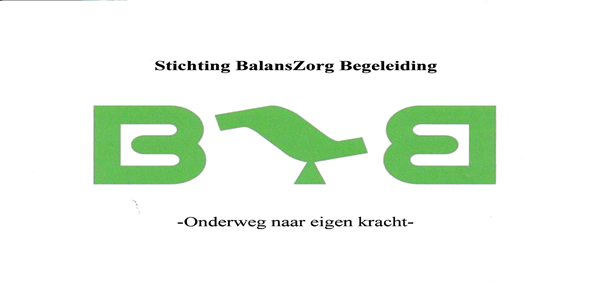 Stichting BalansZorg Begeleiding
B B
-Onderweg naar eigen kracht-